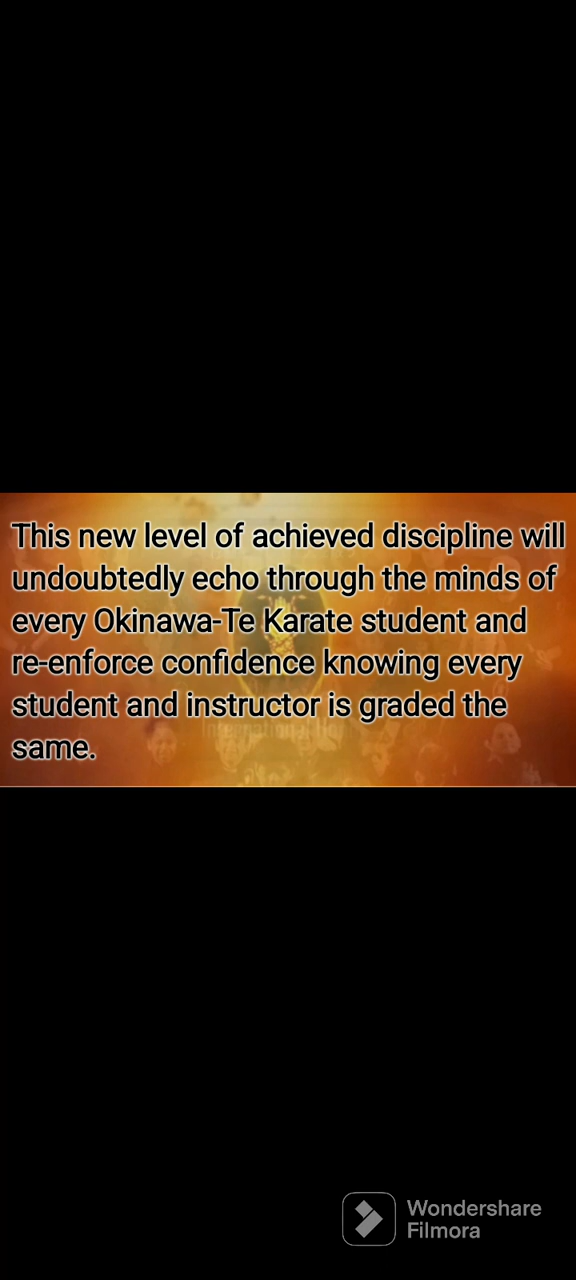 This new level of achieved discipline will
undoubtedly echo through the minds of
every Okinawa-Te Karate student and
re-enforce confidence knowing every
student and instructor is graded the
same.
International
Wondershare
Filmora